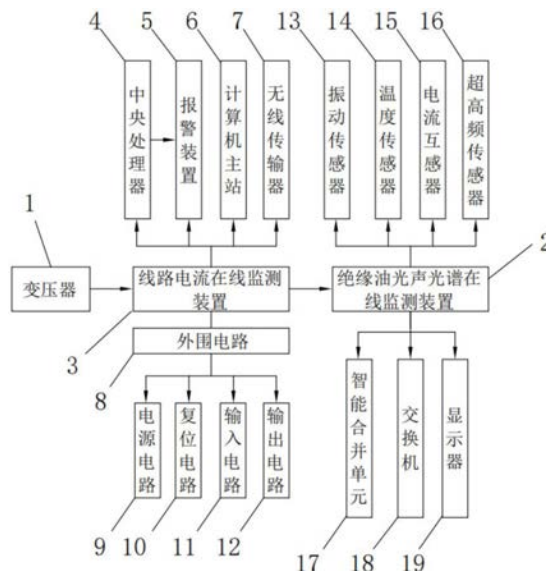 4
5
6
7
13
14
15
16
中央处理器
报警装置
计算机主站
无线传输器
振动传感器
温度传感器
电流互感器
超高频传感器
1
2
变压器
线路电流在线监测
装置
绝缘油光声光谱在
线监测装置
3
外围电路
8
电源电路
复位电路
输入电路
输出电路
智能合并单元
交换机
显示器
9
10
11
12
17
18
19